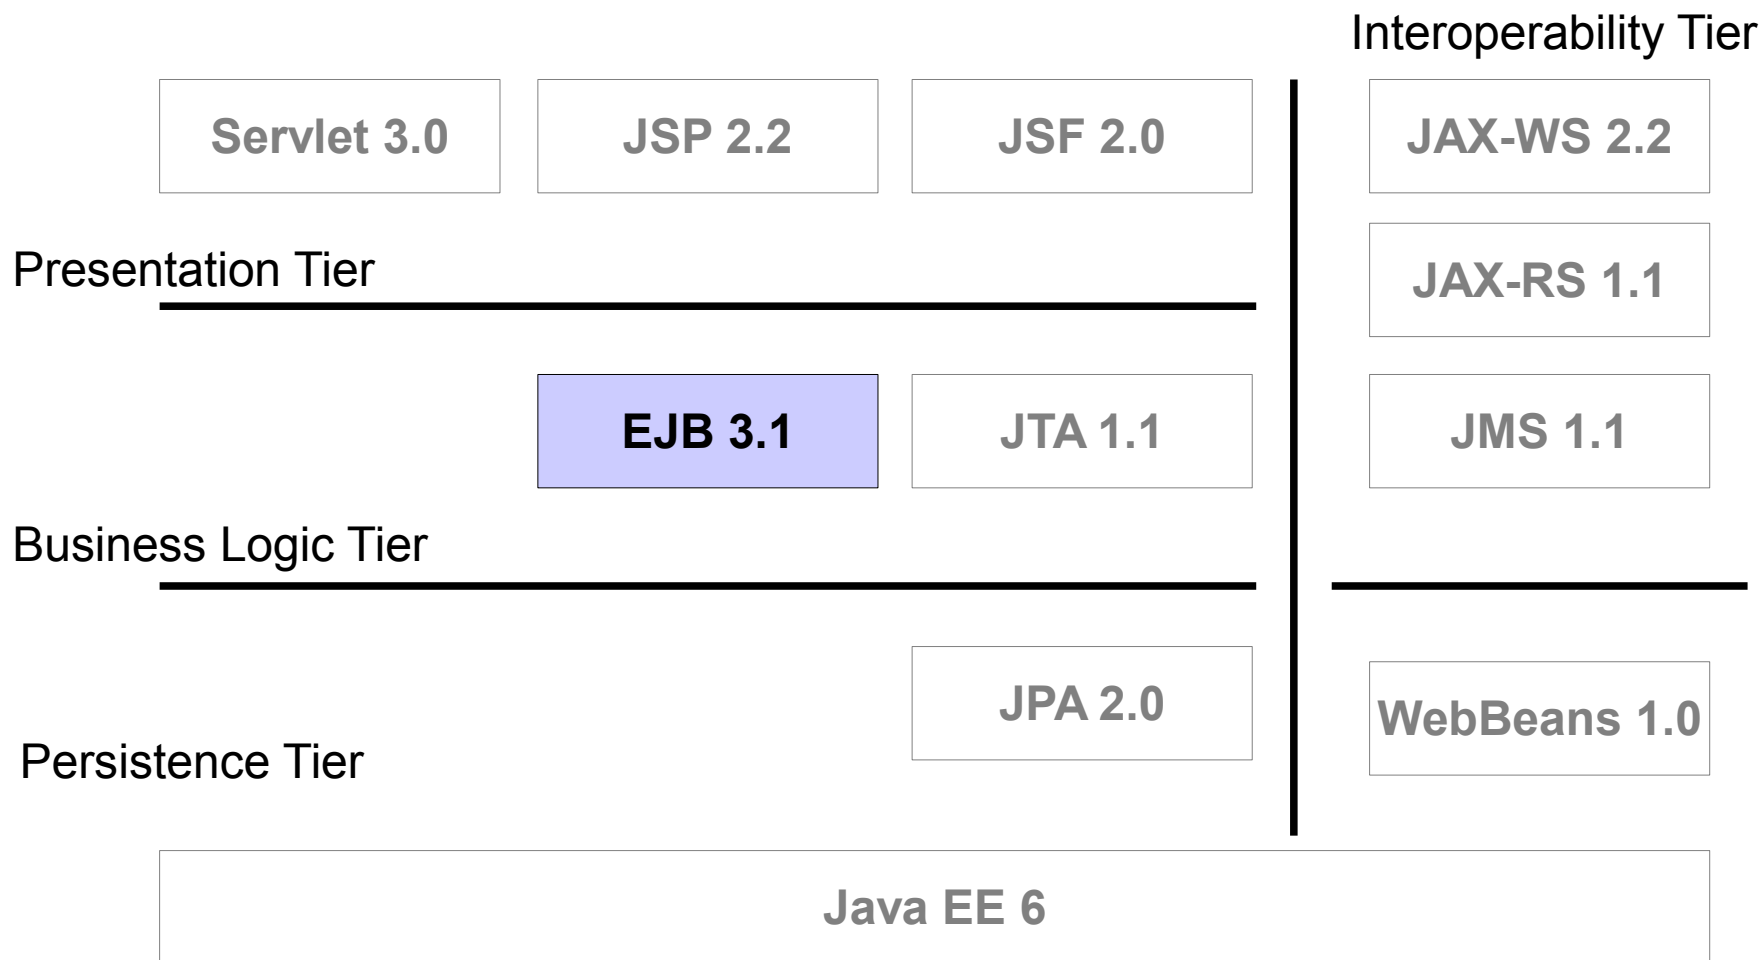 Interoperability Tier
Servlet 3.0
JSP 2.2
JSF 2.0
JAX-WS 2.2
Presentation Tier
JAX-RS 1.1
EJB 3.1
JTA 1.1
JMS 1.1
Business Logic Tier
JPA 2.0
WebBeans 1.0
Persistence Tier
Java EE 6